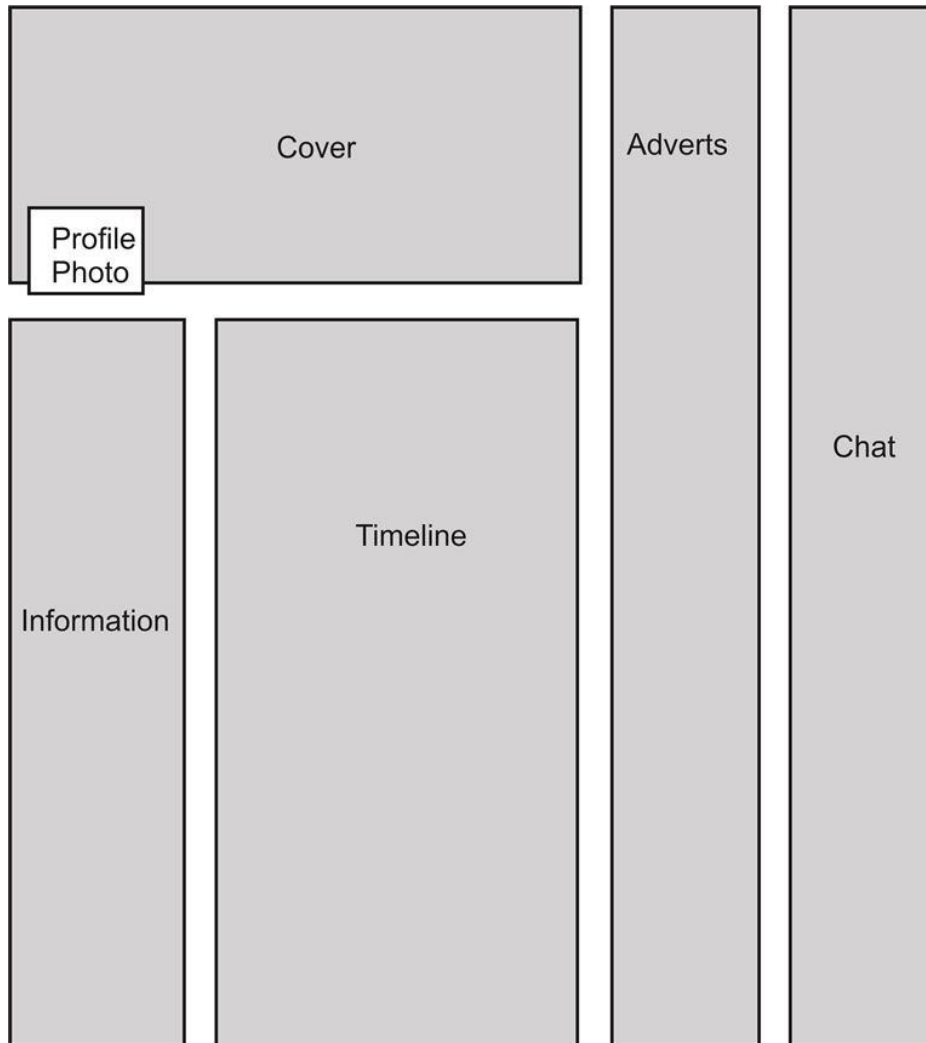 Cover
Adverts
Profile
Photo
Chat
Timeline
Information